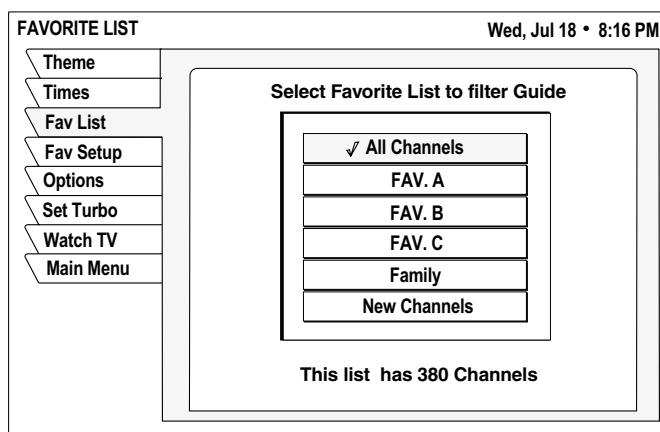 FAVORITE LIST
Wed, Jul 18 • 8:16 PM
Theme
Times
Fav List
Fav Setup
Options
Set Turbo
Watch TV
Main Menu
Select Favorite List to filter Guide
✓ All Channels
FAV. A
FAV. B
FAV. C
Family
New Channels
This list has 380 Channels